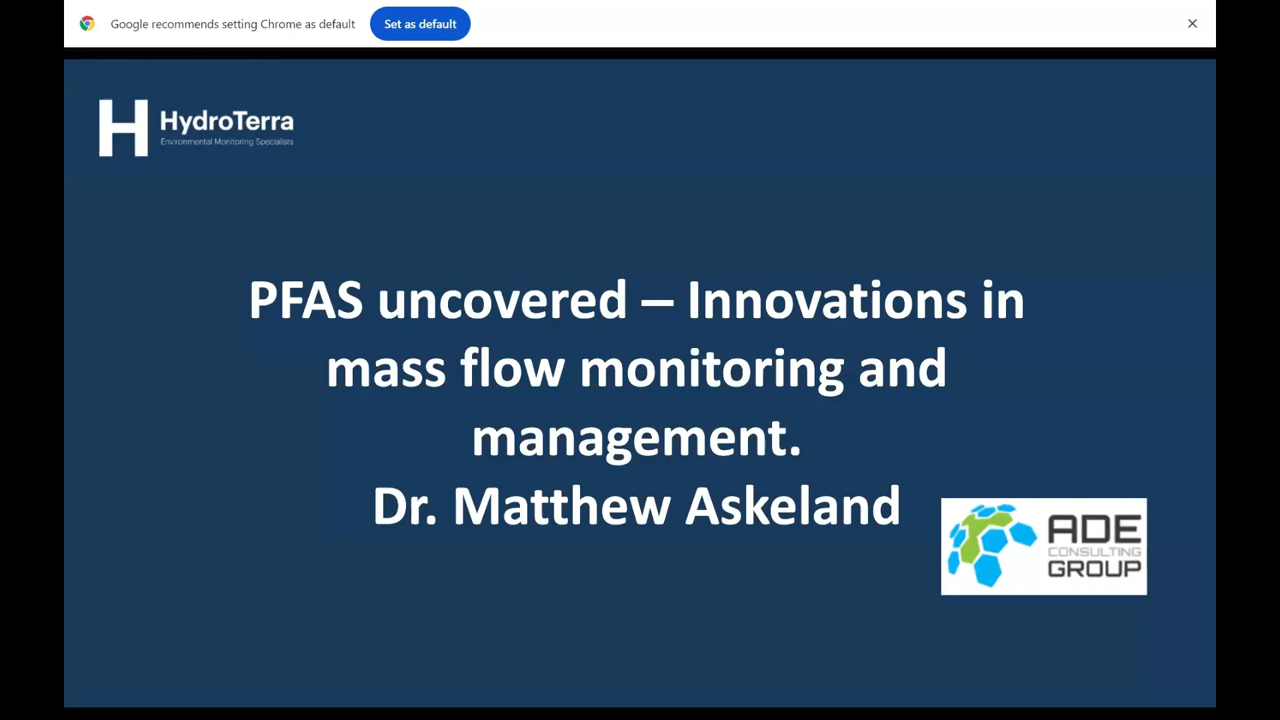 Google recommends setting Chrome as default
Set as default
HydroTerra
Environmental Monitoring Specialists
PFAS uncovered – Innovations in
mass flow monitoring and
management.
Dr. Matthew Askeland
ADE
CONSULTING
GROUP